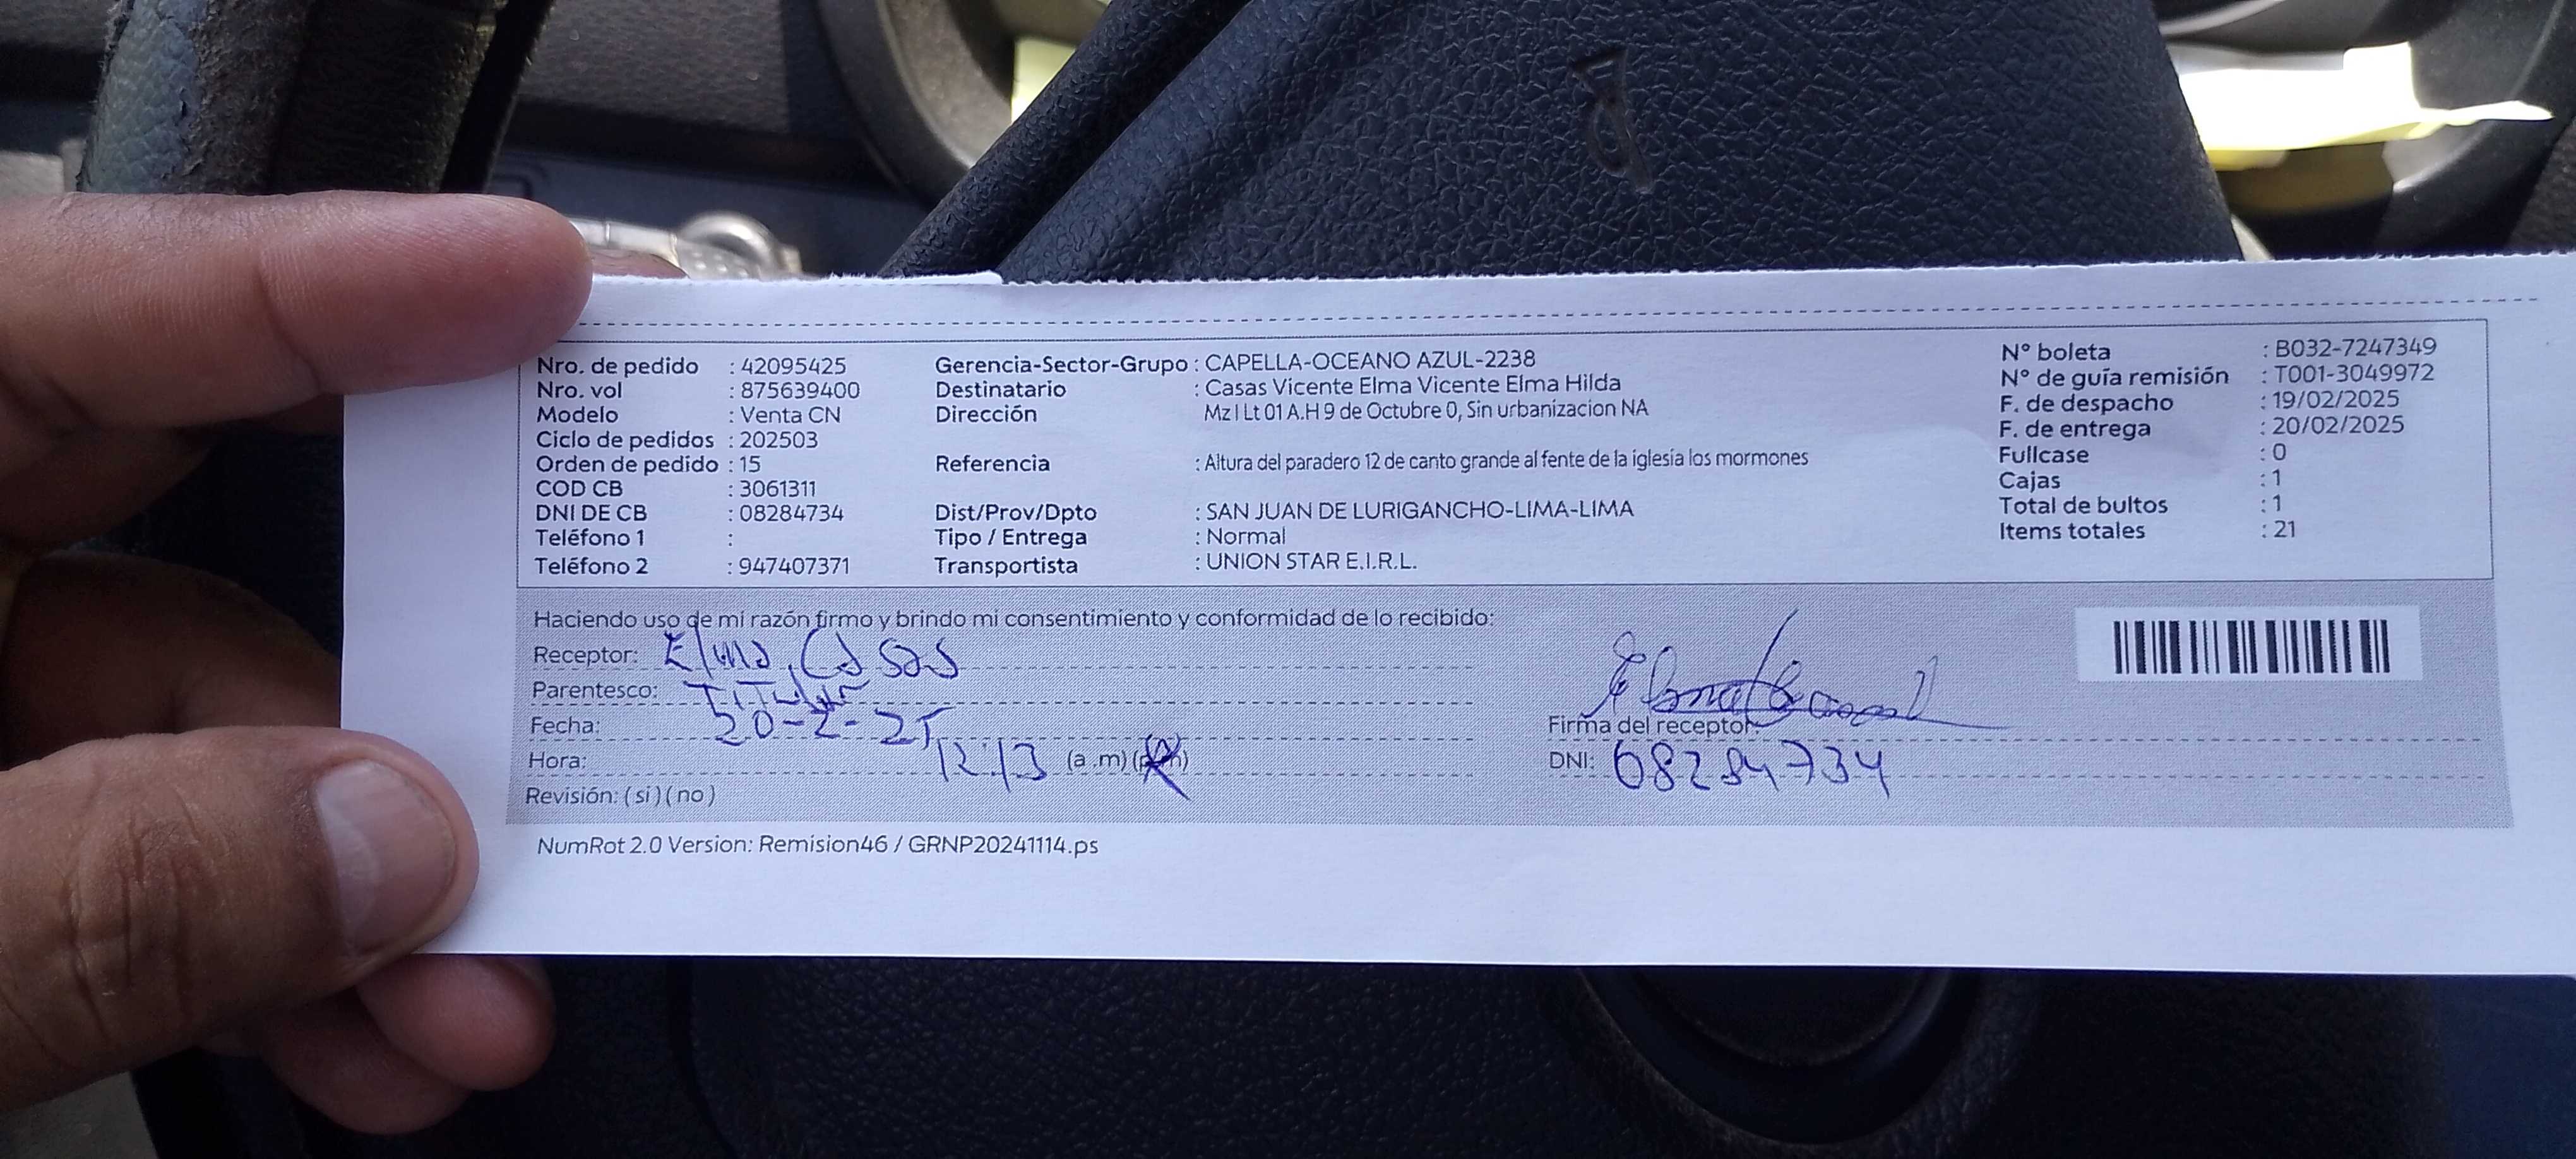 Nro. de pedido : 42095425
Nro. vol : 875639400
Modelo : Venta CN
Ciclo de pedidos : 202503
Orden de pedido : 15
COD CB : 3061311
DNI DE CB : 08284734
Teléfono 1 :
Teléfono 2 : 947407371
Gerencia-Sector-Grupo : CAPELLA-OCEANO AZUL-2238
Destinatario : Casas Vicente Elma Vicente Elma Hilda
Dirección Mz I Lt 01 A.H 9 de Octubre 0, Sin urbanizacion NA
Referencia : Altura del paradero 12 de canto grande al fente de la iglesia los mormones
Dist/Prov/Dpto : SAN JUAN DE LURIGANCHO-LIMA-LIMA
Tipo / Entrega : Normal
Transportista : UNION STAR E.I.R.L.
N° boleta : B032-7247349
N° de guía remisión : T001-3049972
F. de despacho : 19/02/2025
F. de entrega : 20/02/2025
Fullcase : 0
Cajas : 1
Total de bultos : 1
Items totales : 21
Haciendo uso de mi razón firmo y brindo mi consentimiento y conformidad de lo recibido:
Receptor: Elma Casas
Parentesco: Titular
Fecha: 20-2-25
Hora: 12:13 (a.m) (p.m)
Revisión: (si) (no)
Firma del receptor:
DNI: 08284734
NumRot 2.0 Version: Remision46 / GRNP20241114.ps